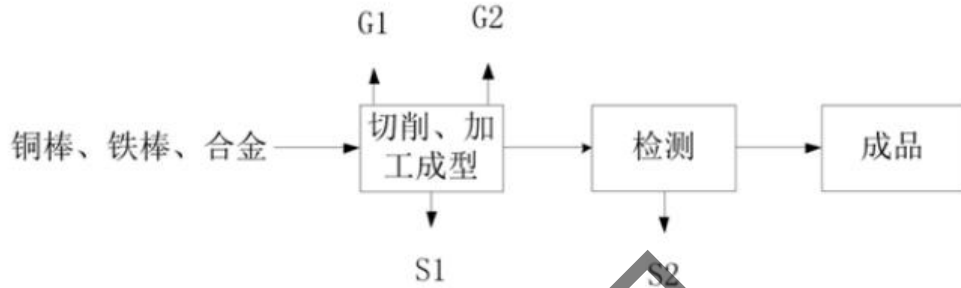 G1
G2
铜棒、铁棒、合金
切削、加
工成型
检测
成品
S1
S2